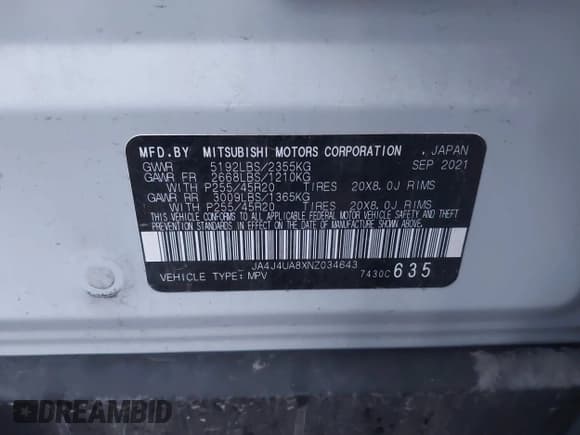 MFD.BY MITSUBISHI MOTORS CORPORATION . JAPAN
GVWR 5192LBS/2355KG SEP 2021
GAWR FR 2668LBS/1210KG
WITH P255/45R20 TIRES 20X8.0J RIMS
GAWR RR 3009LBS/1365KG
WITH P255/45R20 TIRES 20X8.0J RIMS
THIS VEHICLE CONFORMS TO ALL APPLICABLE FEDERAL MOTOR VEHICLE SAFETY AND THEFT
PREVENTION STANDARDS IN EFFECT ON THE DATE OF MANUFACTURE SHOWN ABOVE.
JA4J4UA8XNZ034643
VEHICLE TYPE: MPV 7430C 635
DREAMBID